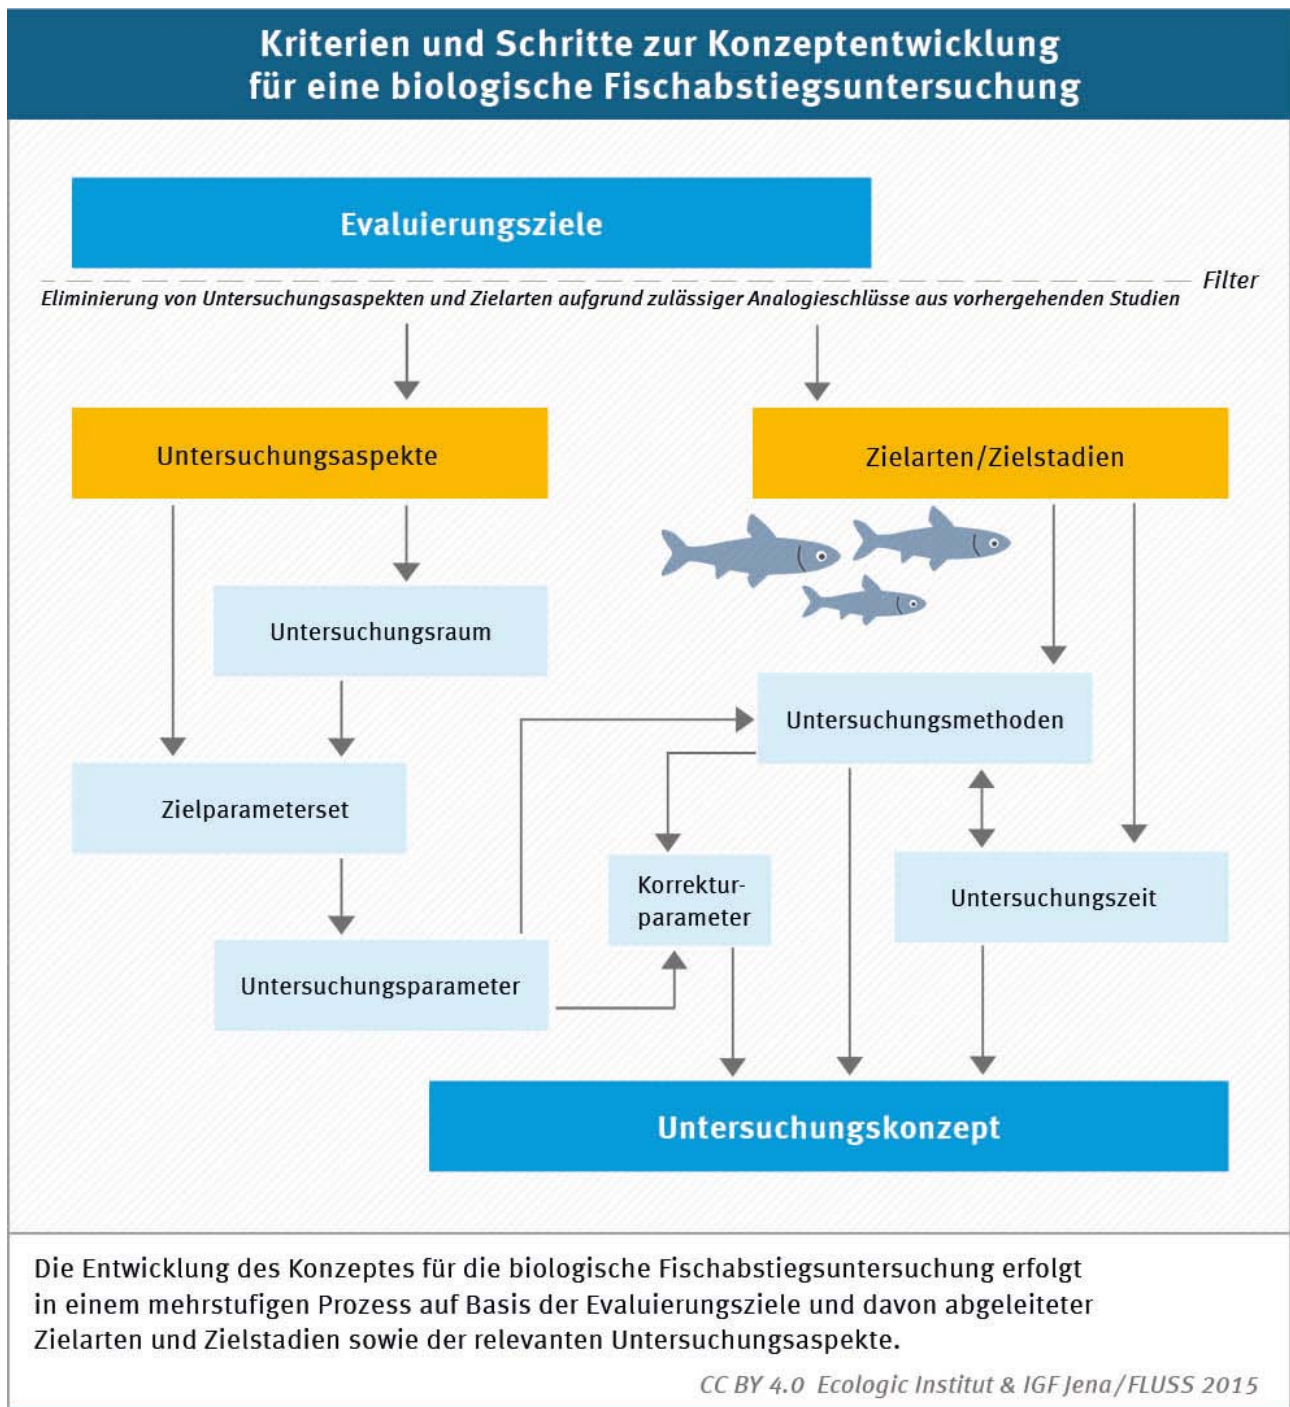 Kriterien und Schritte zur Konzeptentwicklung
für eine biologische Fischabstiegsuntersuchung
Evaluierungsziele
Filter
Eliminierung von Untersuchungsaspekten und Zielarten aufgrund zulässiger Analogieschlüsse aus vorhergehenden Studien
Untersuchungsaspekte
Zielarten/Zielstadien
Untersuchungsraum
Untersuchungsmethoden
Zielparameterset
Korrektur-
parameter
Untersuchungszeit
Untersuchungsparameter
Untersuchungskonzept
Die Entwicklung des Konzeptes für die biologische Fischabstiegsuntersuchung erfolgt
in einem mehrstufigen Prozess auf Basis der Evaluierungsziele und davon abgeleiteter
Zielarten und Zielstadien sowie der relevanten Untersuchungsaspekte.
CC BY 4.0 Ecologic Institut & IGF Jena/FLUSS 2015